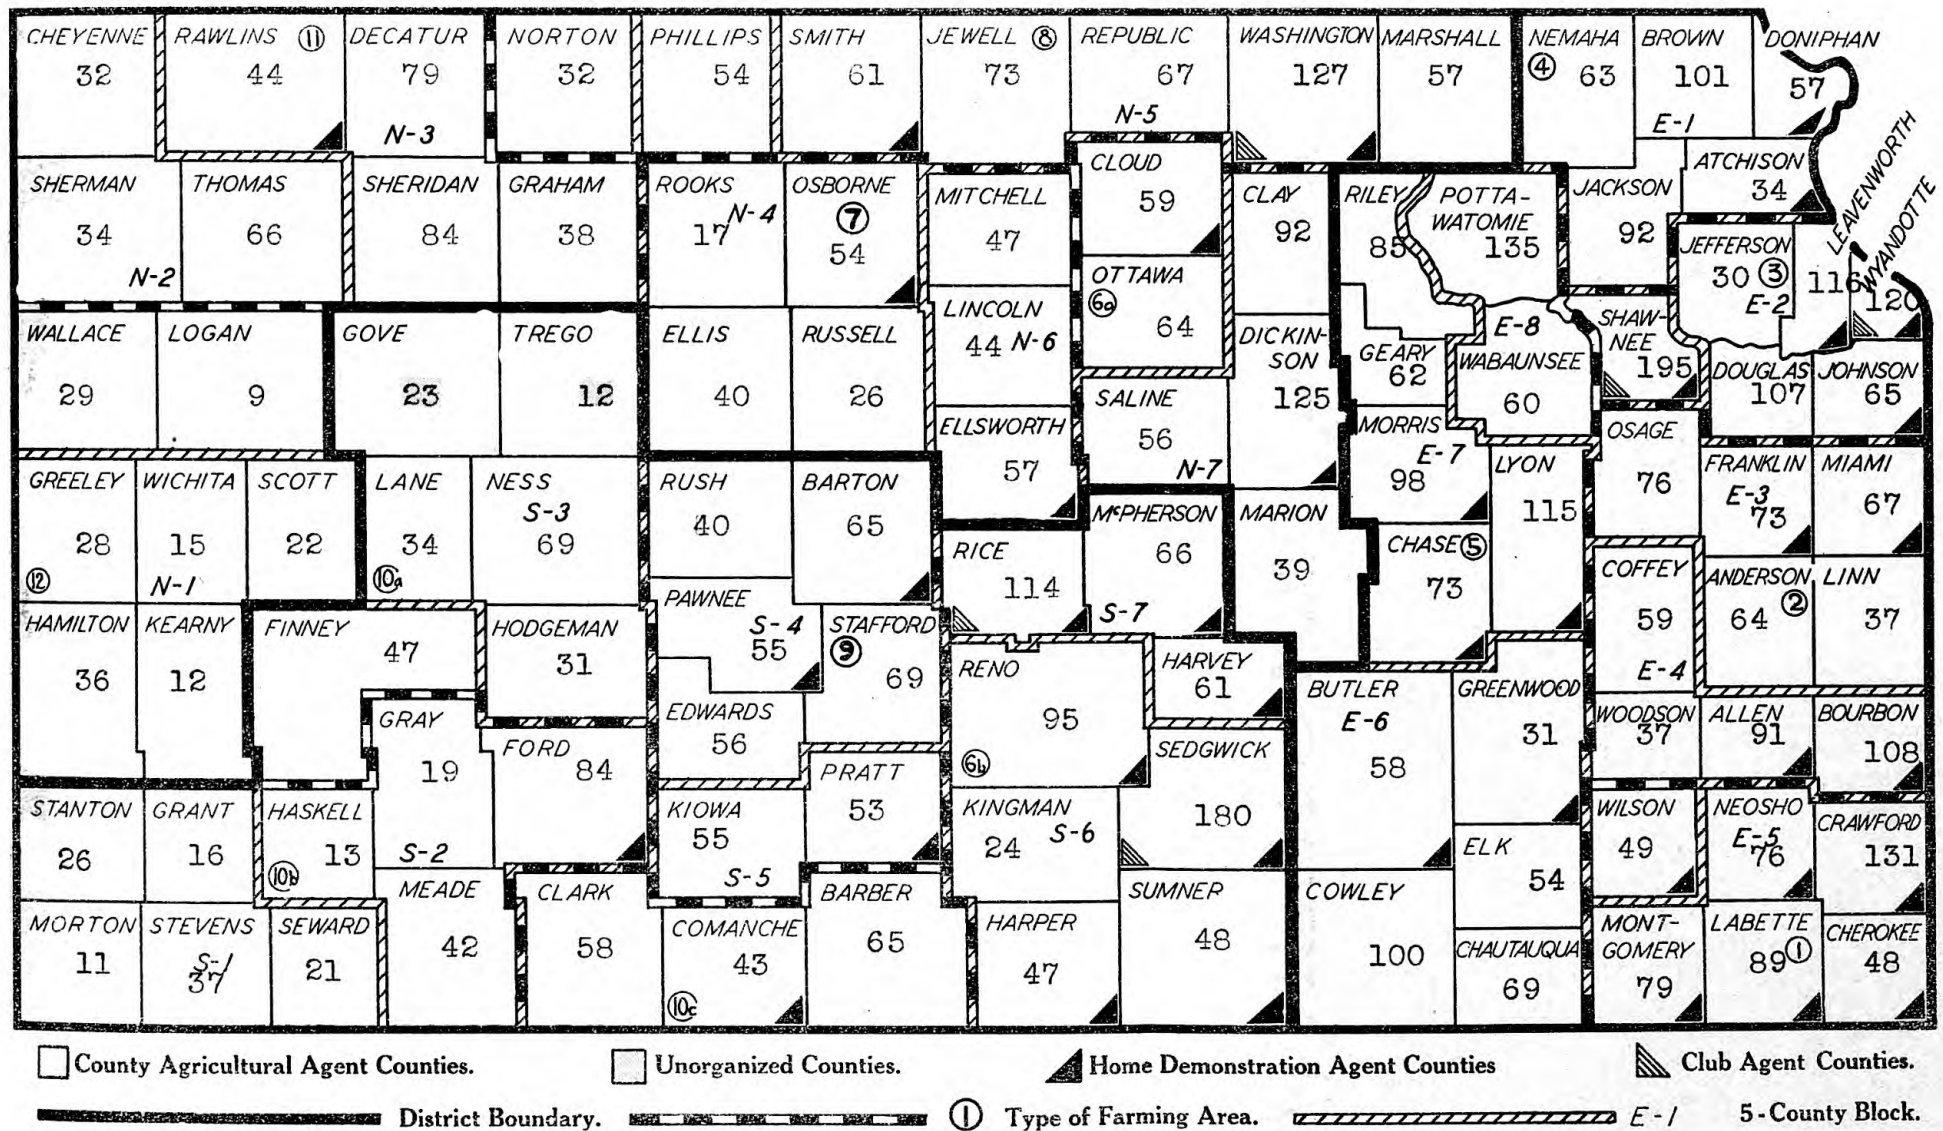 CHEYENNE RAWLINS 11 DECATUR NORTON PHILLIPS SMITH JEWELL 8 REPUBLIC WASHINGTON MARSHALL NEMAHA BROWN DONIPHAN
32 44 79 32 54 61 73 67 127 57 4 63 101 57
N-3 N-5 E-1
SHERMAN THOMAS SHERIDAN GRAHAM ROOKS OSBORNE MITCHELL CLOUD CLAY RILEY POTTA-
WATOMIE JACKSON ATCHISON LEAVENWORTH
34 66 84 38 17 N-4 7 54 47 59 92 85 135 92 34 WYANDOTTE
N-2 OTTAWA 6a 64 JEFFERSON 30 3 E-2 116 120
WALLACE LOGAN GOVE TREGO ELLIS RUSSELL LINCOLN DICKIN-
SON GEARY E-8 WABAUNSEE SHAW-
NEE DOUGLAS JOHNSON
29 9 23 12 40 26 44 N-6 125 62 60 195 107 65
ELLSWORTH 57 SALINE 56 N-7 MORRIS E-7 98 LYON 115 OSAGE 76
GREELEY WICHITA SCOTT LANE NESS RUSH BARTON FRANKLIN MIAMI
28 15 22 34 S-3 69 40 65 E-3 73 67
12 N-1 10a RICE 114 McPHERSON 66 S-7 MARION 39 CHASE 5 73 COFFEY 59 E-4 ANDERSON 64 2 LINN 37
HAMILTON KEARNY FINNEY HODGEMAN PAWNEE S-4 55 STAFFORD 9 69
36 12 47 31 RENO 95 6b HARVEY 61 BUTLER E-6 58 GREENWOOD 31
GRAY 19 S-2 FORD 84 EDWARDS 56 SEDGWICK 180 WOODSON 37 ALLEN 91 BOURBON 108
STANTON GRANT HASKELL KIOWA PRATT KINGMAN WILSON NEOSHO CRAWFORD
26 16 13 10b 55 S-5 53 24 S-6 ELK 54 49 E-5 76 131
MORTON STEVENS SEWARD MEADE CLARK COMANCHE BARBER HARPER SUMNER COWLEY CHAUTAUQUA MONT-
GOMERY LABETTE CHEROKEE
11 S-1 37 21 42 58 43 10c 65 47 48 100 69 79 89 1 48
County Agricultural Agent Counties. Unorganized Counties. Home Demonstration Agent Counties Club Agent Counties.
District Boundary. 1 Type of Farming Area. E-1 5-County Block.